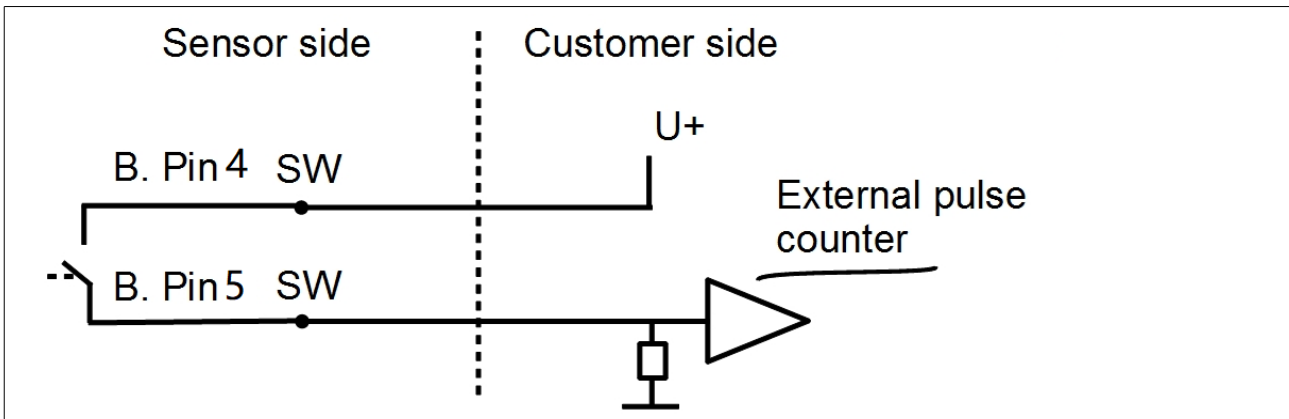 Sensor side
Customer side
U+
B. Pin 4 SW
External pulse
counter
B. Pin 5 SW